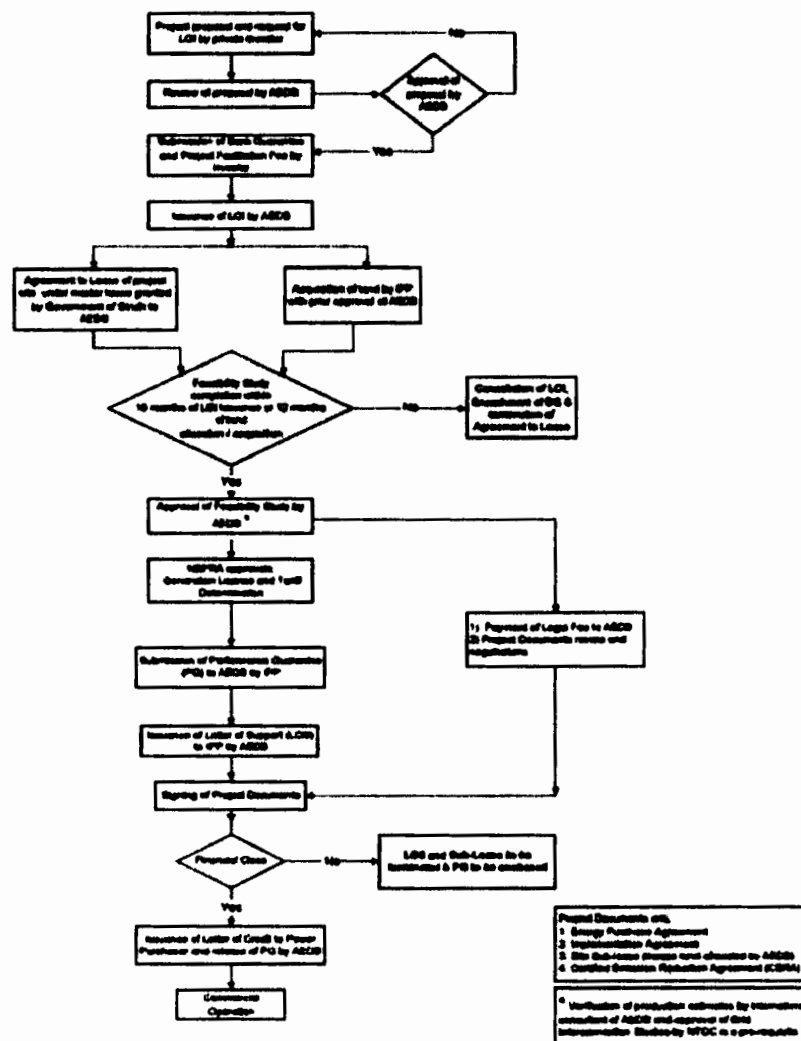 Project proposal and request for
LOI by private investor
No
Review of proposal by AEDB
Approval of
proposal by
AEDB
Submission of Bank Guarantee
and Project Facilitation Fee by
Investor
Yes
Issuance of LOI by AEDB
Agreement to Lease of project
site under master lease granted
by Government of Sindh to
AEDB
Acquisition of land by IPP
with prior approval of AEDB
Feasibility Study
completion within
months of LOI issuance or months
of land
allocation / acquisition
No
Cancellation of LOI,
Encashment of BG &
termination of
Agreement to Lease
Yes
Approval of Feasibility Study by
AEDB *
NEPRA approvals
Generation License and Tariff
Determination
1) Payment of Legal Fee to AEDB
2) Project Documents review and
negotiations
Submission of Performance Guarantee
(PG) to AEDB by IPP
Issuance of Letter of Support (LOS)
to IPP by AEDB
Signing of Project Documents
Financial Close
No
LOS and Sub-Lease to be
terminated & PG to be encashed
Yes
Issuance of Letter of Credit to Power
Purchaser and release of PG by AEDB
Commercial
Operation
Project Documents are,
1 Energy Purchase Agreement
2 Implementation Agreement
3 Site Sub-lease land allocated by AEDB)
4 Certified Emission Reduction Agreement (CERA)
* Verification of production estimates by international
consultant of AEDB and approval of Grid
Interconnection Studies by NTDC is a pre-requisite